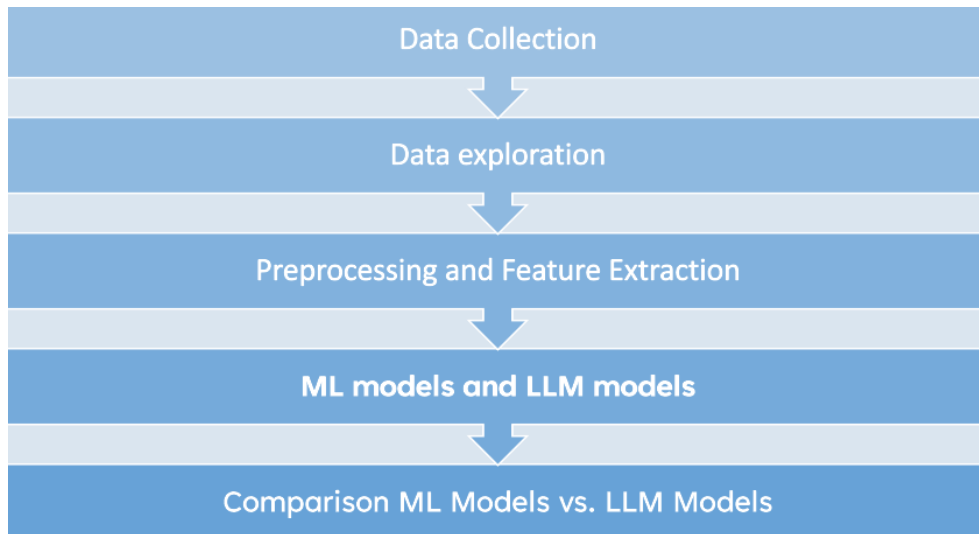 Data Collection
Data exploration
Preprocessing and Feature Extraction
ML models and LLM models
Comparison ML Models vs. LLM Models